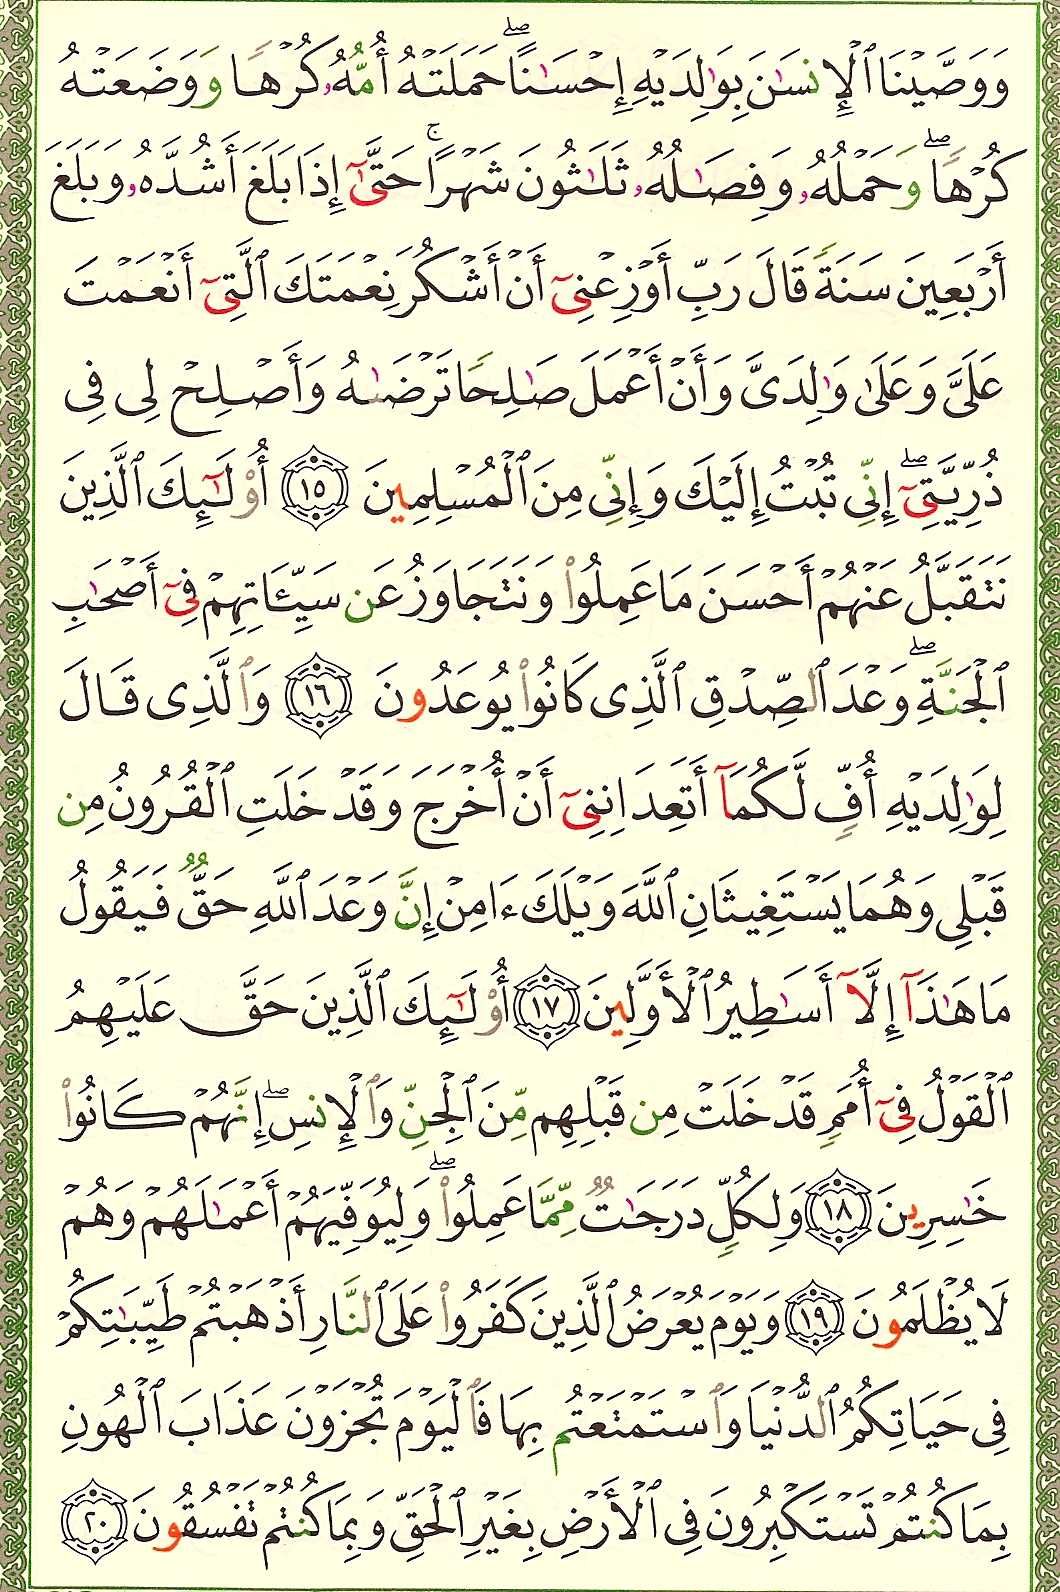 وَوَصَّيْنَا ٱلْإِنسَٰنَ بِوَٰلِدَيْهِ إِحْسَٰنًا ۖ حَمَلَتْهُ أُمُّهُۥ كُرْهًا وَوَضَعَتْهُ
كُرْهًا ۖ وَحَمْلُهُۥ وَفِصَٰلُهُۥ ثَلَٰثُونَ شَهْرًا ۚ حَتَّىٰٓ إِذَا بَلَغَ أَشُدَّهُۥ وَبَلَغَ
أَرْبَعِينَ سَنَةً قَالَ رَبِّ أَوْزِعْنِىٓ أَنْ أَشْكُرَ نِعْمَتَكَ ٱلَّتِىٓ أَنْعَمْتَ
عَلَىَّ وَعَلَىٰ وَٰلِدَىَّ وَأَنْ أَعْمَلَ صَٰلِحًا تَرْضَىٰهُ وَأَصْلِحْ لِى فِى
ذُرِّيَّتِىٓ ۖ إِنِّى تُبْتُ إِلَيْكَ وَإِنِّى مِنَ ٱلْمُسْلِمِينَ ١٥ أُو۟لَٰٓئِكَ ٱلَّذِينَ
نَتَقَبَّلُ عَنْهُمْ أَحْسَنَ مَا عَمِلُوا۟ وَنَتَجَاوَزُ عَن سَيِّـَٔاتِهِمْ فِىٓ أَصْحَٰبِ
ٱلْجَنَّةِ ۖ وَعْدَ ٱلصِّدْقِ ٱلَّذِى كَانُوا۟ يُوعَدُونَ ١٦ وَٱلَّذِى قَالَ
لِوَٰلِدَيْهِ أُفٍّ لَّكُمَآ أَتَعِدَانِنِىٓ أَنْ أُخْرَجَ وَقَدْ خَلَتِ ٱلْقُرُونُ مِن
قَبْلِى وَهُمَا يَسْتَغِيثَانِ ٱللَّهَ وَيْلَكَ ءَامِنْ إِنَّ وَعْدَ ٱللَّهِ حَقٌّ فَيَقُولُ
مَا هَٰذَآ إِلَّآ أَسَٰطِيرُ ٱلْأَوَّلِينَ ١٧ أُو۟لَٰٓئِكَ ٱلَّذِينَ حَقَّ عَلَيْهِمُ
ٱلْقَوْلُ فِىٓ أُمَمٍ قَدْ خَلَتْ مِن قَبْلِهِم مِّنَ ٱلْجِنِّ وَٱلْإِنسِ ۖ إِنَّهُمْ كَانُوا۟
خَٰسِرِينَ ١٨ وَلِكُلٍّ دَرَجَٰتٌ مِّمَّا عَمِلُوا۟ ۖ وَلِيُوَفِّيَهُمْ أَعْمَٰلَهُمْ وَهُمْ
لَا يُظْلَمُونَ ١٩ وَيَوْمَ يُعْرَضُ ٱلَّذِينَ كَفَرُوا۟ عَلَى ٱلنَّارِ أَذْهَبْتُمْ طَيِّبَٰتِكُمْ
فِى حَيَاتِكُمُ ٱلدُّنْيَا وَٱسْتَمْتَعْتُم بِهَا فَٱلْيَوْمَ تُجْزَوْنَ عَذَابَ ٱلْهُونِ
بِمَا كُنتُمْ تَسْتَكْبِرُونَ فِى ٱلْأَرْضِ بِغَيْرِ ٱلْحَقِّ وَبِمَا كُنتُمْ تَفْسُقُونَ ٢٠